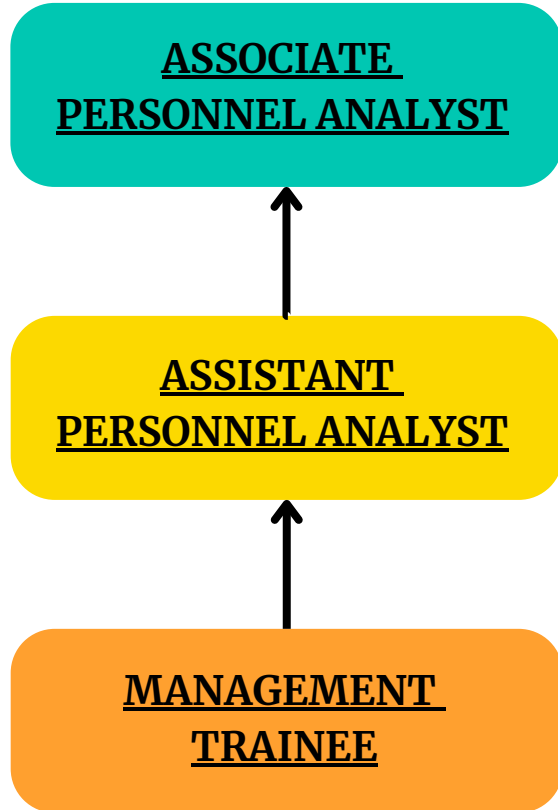 ASSOCIATE
PERSONNEL ANALYST
ASSISTANT
PERSONNEL ANALYST
MANAGEMENT
TRAINEE